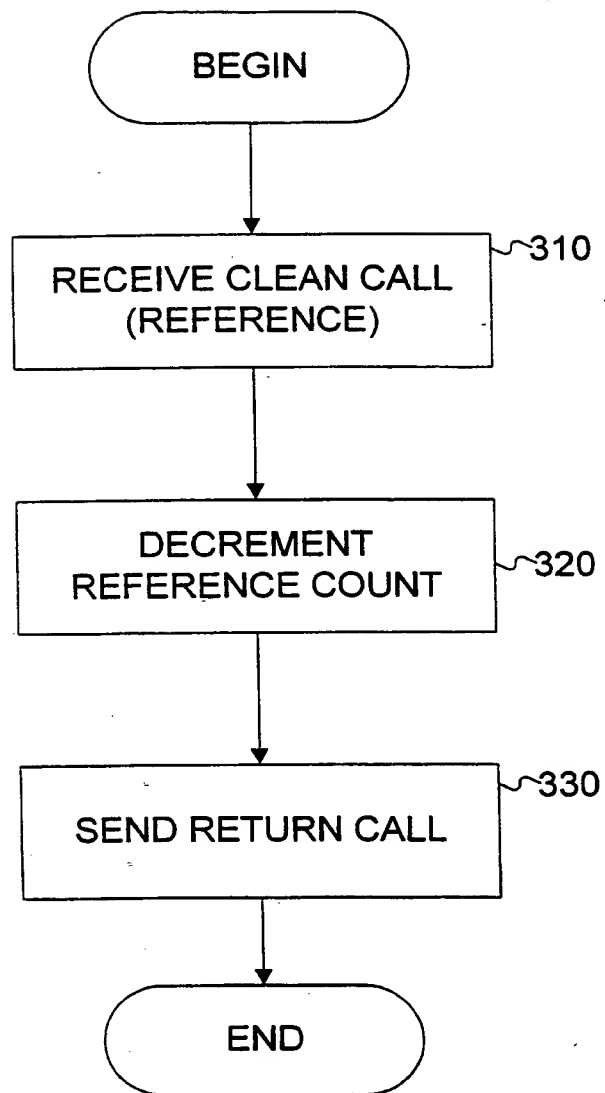 BEGIN
310
RECEIVE CLEAN CALL
(REFERENCE)
DECREMENT
REFERENCE COUNT
320
330
SEND RETURN CALL
END